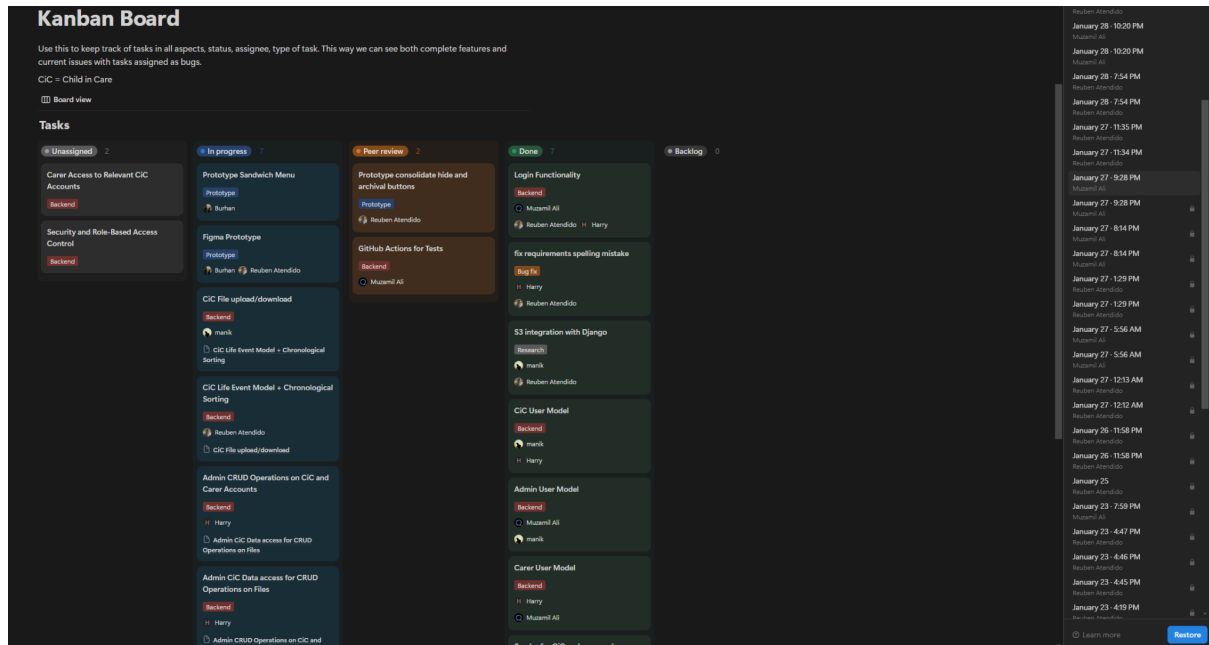 Kanban Board
Use this to keep track of tasks in all aspects, status, assignee, type of task. This way we can see both complete features and
current issues with tasks assigned as bugs.
CiC = Child in Care
Board view
Tasks
Unassigned 2
Carer Access to Relevant CiC
Accounts
Backend
Security and Role-Based Access
Control
Backend
In progress 7
Prototype Sandwich Menu
Prototype
Burhan
Figma Prototype
Prototype
Burhan Reuben Atendido
CiC File upload/download
Backend
manik
CiC Life Event Model + Chronological
Sorting
CiC Life Event Model + Chronological
Sorting
Backend
Reuben Atendido
CiC File upload/download
Admin CRUD Operations on CiC and
Carer Accounts
Backend
H Harry
Admin CiC Data access for CRUD
Operations on Files
Admin CiC Data access for CRUD
Operations on Files
Backend
H Harry
Admin CRUD Operations on CiC and
Peer review 2
Prototype consolidate hide and
archival buttons
Prototype
Reuben Atendido
GitHub Actions for Tests
Backend
Muzamil Ali
Done 7
Login Functionality
Backend
Muzamil Ali
Reuben Atendido H Harry
fix requirements spelling mistake
Bug fix
H Harry
Reuben Atendido
S3 integration with Django
Research
manik
Reuben Atendido
CiC User Model
Backend
manik
H Harry
Admin User Model
Backend
Muzamil Ali
manik
Carer User Model
Backend
H Harry
Muzamil Ali
Backlog 0
Reuben Atendido
January 28 · 10:20 PM
Muzamil Ali
January 28 · 10:20 PM
Muzamil Ali
January 28 · 7:54 PM
Reuben Atendido
January 28 · 7:54 PM
Reuben Atendido
January 27 · 11:35 PM
Reuben Atendido
January 27 · 11:34 PM
Reuben Atendido
January 27 · 9:28 PM
Muzamil Ali
January 27 · 9:28 PM
Muzamil Ali
January 27 · 8:14 PM
Muzamil Ali
January 27 · 8:14 PM
Muzamil Ali
January 27 · 1:29 PM
Reuben Atendido
January 27 · 1:29 PM
Reuben Atendido
January 27 · 5:56 AM
Muzamil Ali
January 27 · 5:56 AM
Muzamil Ali
January 27 · 12:13 AM
Reuben Atendido
January 27 · 12:12 AM
Reuben Atendido
January 26 · 11:58 PM
Reuben Atendido
January 26 · 11:58 PM
Reuben Atendido
January 25
Reuben Atendido
January 23 · 7:59 PM
Muzamil Ali
January 23 · 4:47 PM
Reuben Atendido
January 23 · 4:46 PM
Reuben Atendido
January 23 · 4:45 PM
Reuben Atendido
January 23 · 4:19 PM
Reuben Atendido
Learn more
Restore